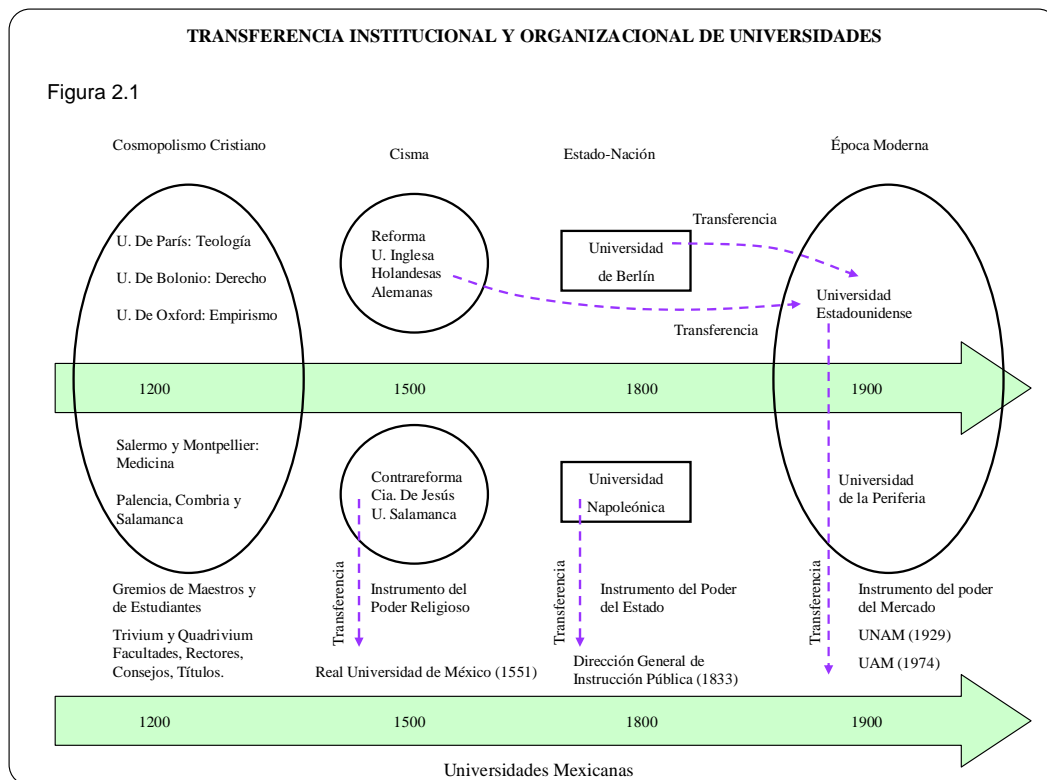 TRANSFERENCIA INSTITUCIONAL Y ORGANIZACIONAL DE UNIVERSIDADES
Figura 2.1
Cosmopolismo Cristiano
Cisma
Estado-Nación
Época Moderna
U. De París: Teología
U. De Bolonio: Derecho
U. De Oxford: Empirismo
Reforma
U. Inglesa
Holandesas
Alemanas
Universidad
de Berlín
Transferencia
Transferencia
Universidad
Estadounidense
1200
1500
1800
1900
Salermo y Montpellier:
Medicina
Palencia, Combria y
Salamanca
Contrareforma
Cia. De Jesús
U. Salamanca
Universidad
Napoleónica
Universidad
de la Periferia
Gremios de Maestros y
de Estudiantes
Trivium y Quadrivium
Facultades, Rectores,
Consejos, Títulos.
Transferencia
Instrumento del
Poder Religioso
Real Universidad de México (1551)
Transferencia
Instrumento del Poder
del Estado
Dirección General de
Instrucción Pública (1833)
Transferencia
Instrumento del poder
del Mercado
UNAM (1929)
UAM (1974)
1200
1500
1800
1900
Universidades Mexicanas